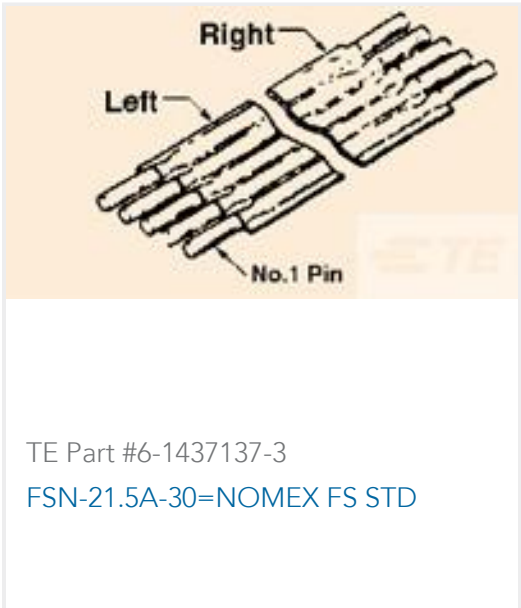 Right
Left
No.1 Pin
TE
TE Part #6-1437137-3
FSN-21.5A-30=NOMEX FS STD